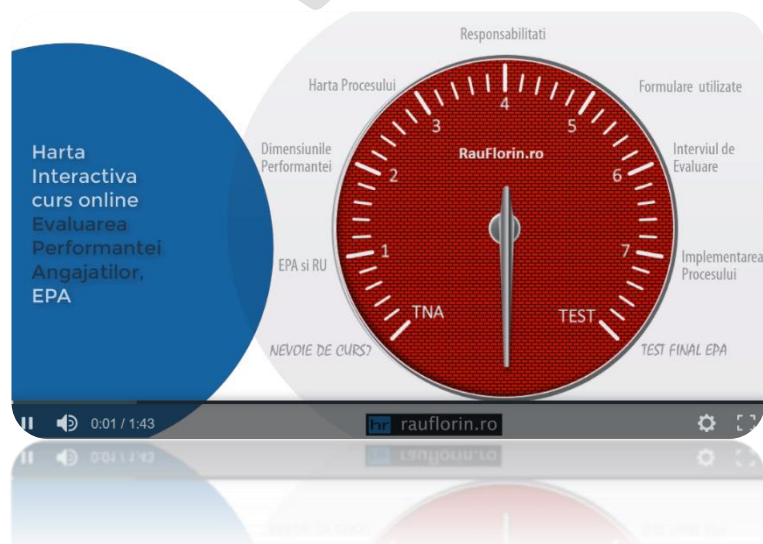 Harta
Interactiva
curs online
Evaluarea
Performantei
Angajatilor,
EPA
Responsabilitati
Harta Procesului
Formulare utilizate
Dimensiunile
Performantei
Interviul de
Evaluare
EPA si RU
Implementarea
Procesului
NEVOIE DE CURS?
TEST FINAL EPA
RauFlorin.ro
TNA
1
2
3
4
5
6
7
TEST
0:01 / 1:43
hr rauflorin.ro